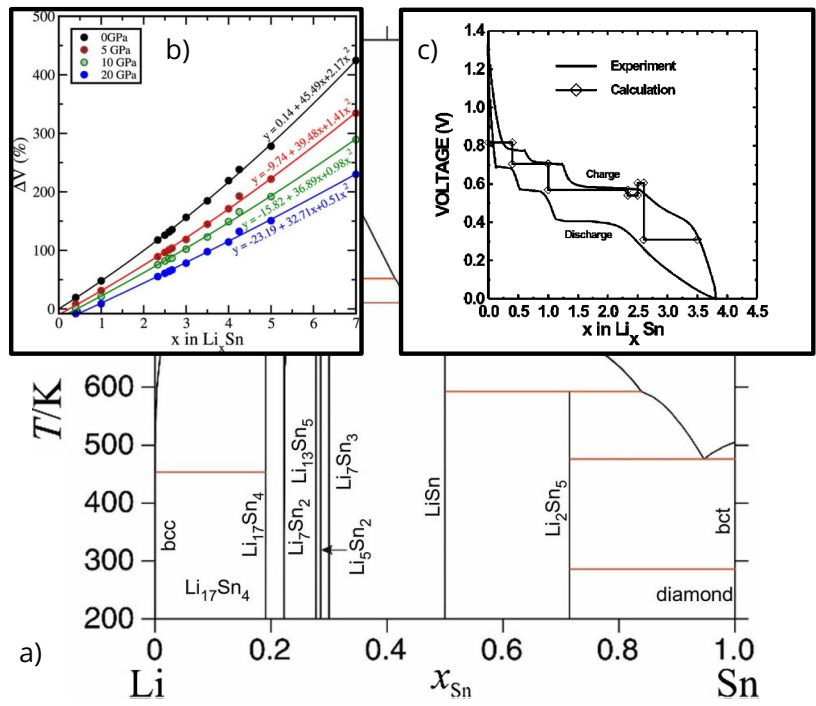 b)
0GPa
5 GPa
10 GPa
20 GPa
500
400
300
200
100
0
ΔV (%)
y = 0.14 + 45.49x+2.17x²
y = -9.74 + 39.48x+1.41x²
y = -15.82 + 36.89x+0.98x²
y = -23.19 + 32.71x+0.51x²
0 1 2 3 4 5 6 7
x in LiₓSn
c)
1.4
1.2
1.0
0.8
0.6
0.4
0.2
0.0
VOLTAGE (V)
Experiment
Calculation
Charge
Discharge
0.0 0.5 1.0 1.5 2.0 2.5 3.0 3.5 4.0 4.5
x in Liₓ Sn
T/K
600
500
400
300
200
bcc
Li₁₇Sn₄
Li₁₇Sn₄
Li₇Sn₂
Li₁₃Sn₅
Li₅Sn₂
Li₇Sn₃
LiSn
Li₂Sn₅
bct
diamond
0 0.2 0.4 0.6 0.8 1.0
a)
Li xSn Sn